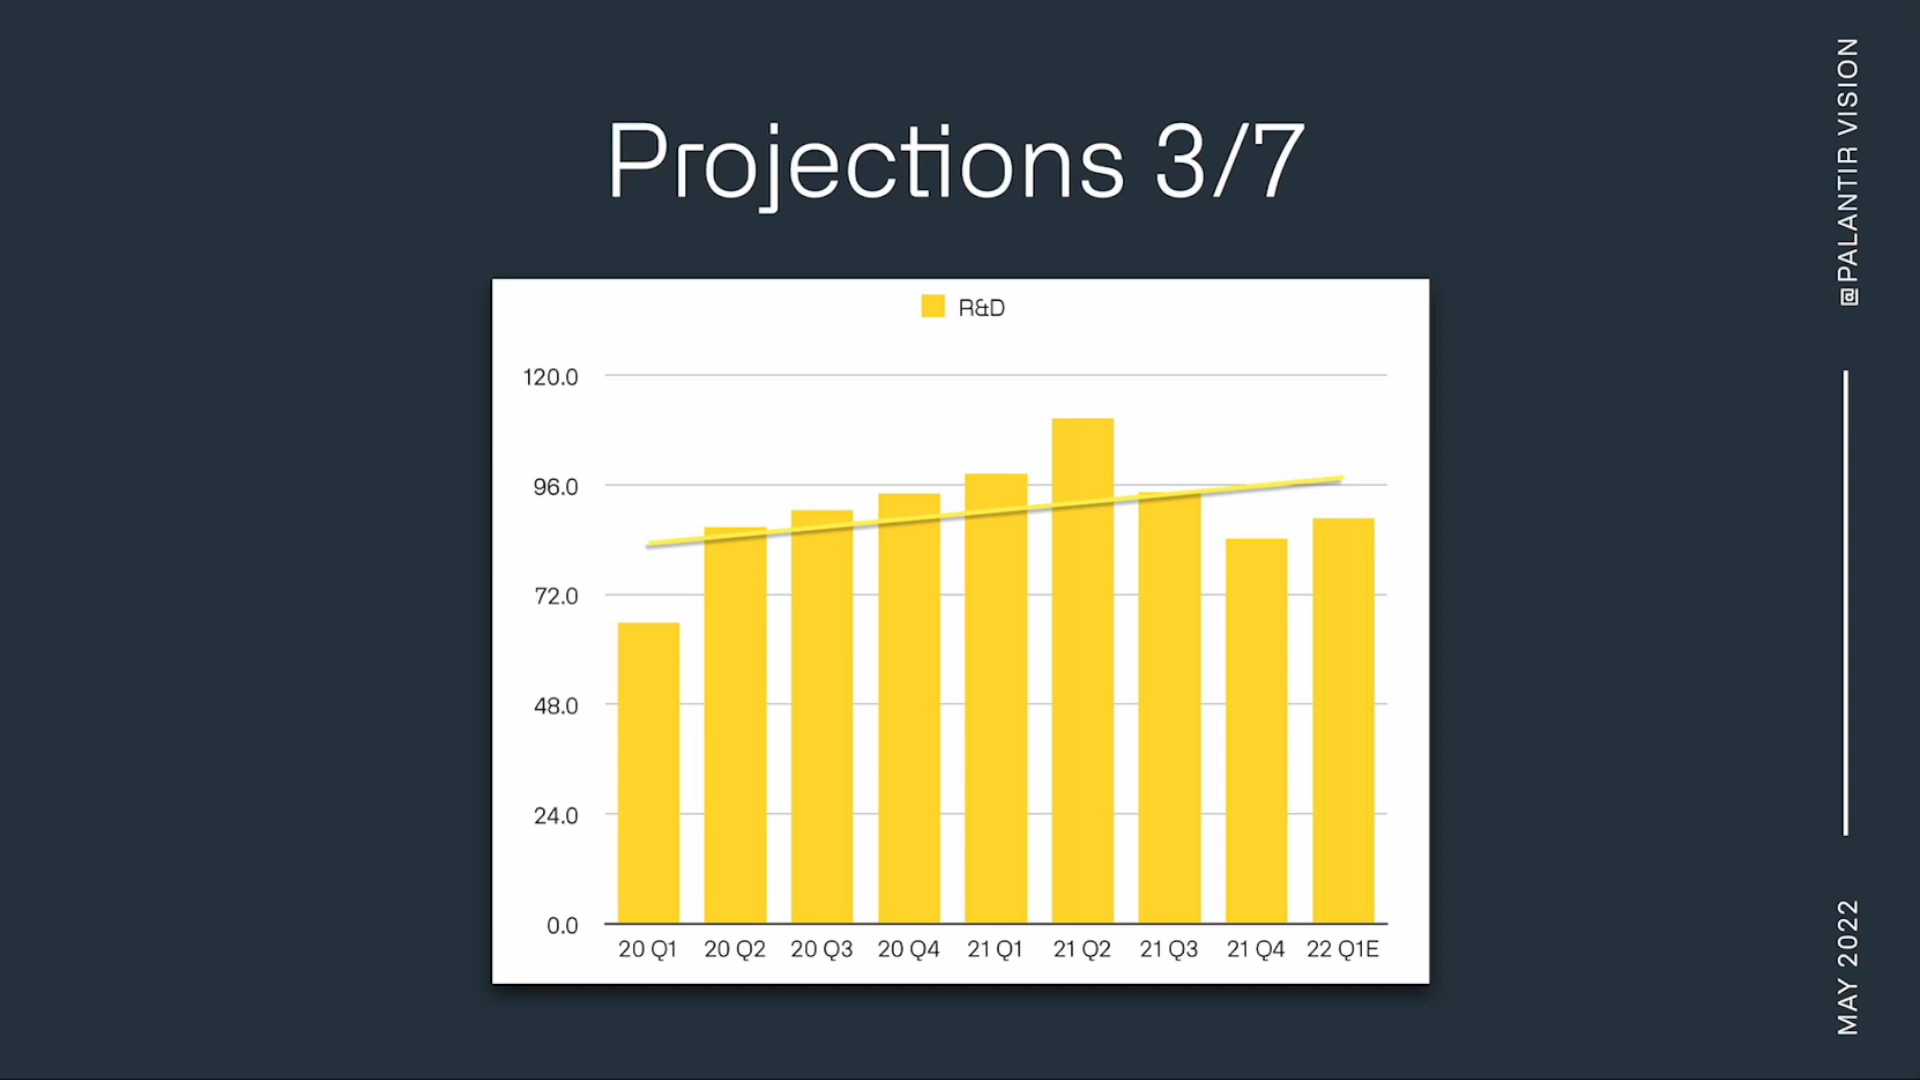 Projections 3/7
R&D
120.0
96.0
72.0
48.0
24.0
0.0
20 Q1 20 Q2 20 Q3 20 Q4 21 Q1 21 Q2 21 Q3 21 Q4 22 Q1E
@PALANTIR VISION
MAY 2022